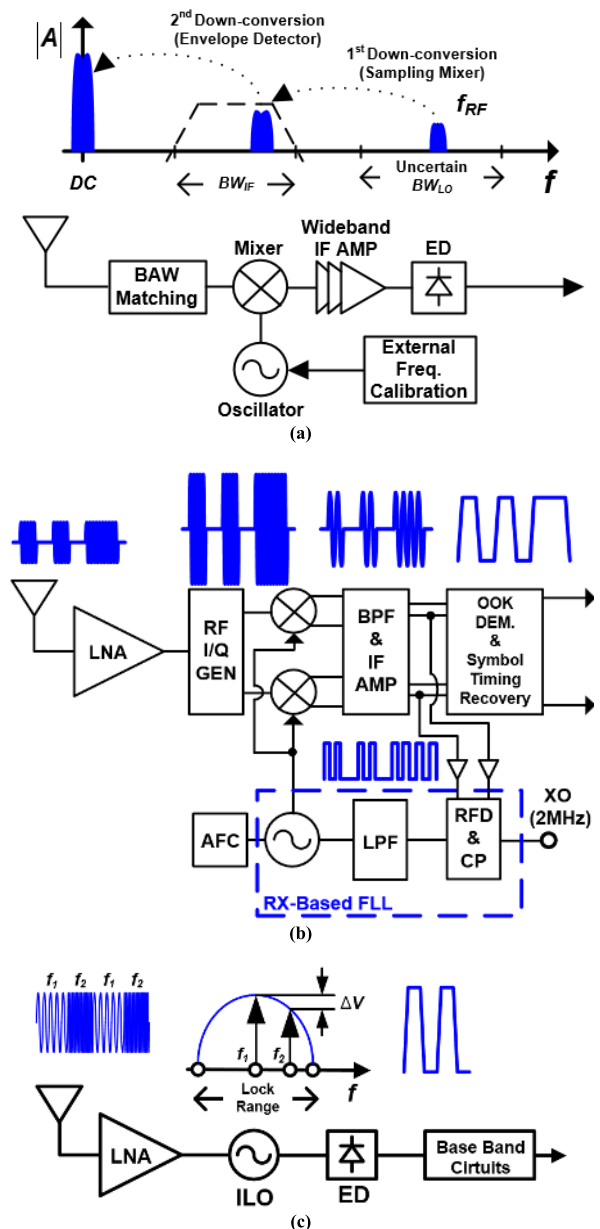 |A|
2nd Down-conversion
(Envelope Detector)
1st Down-conversion
(Sampling Mixer)
fRF
DC
BWIF
Uncertain
BWLO
f
BAW
Matching
Mixer
Wideband
IF AMP
ED
Oscillator
External
Freq.
Calibration
(a)
LNA
RF
I/Q
GEN
BPF
&
IF
AMP
OOK
DEM.
&
Symbol
Timing
Recovery
AFC
LPF
RFD
&
CP
XO
(2MHz)
RX-Based FLL
(b)
f1 f2 f1 f2
ΔV
f1 f2
Lock
Range
f
LNA
ILO
ED
Base Band
Cirtuits
(c)